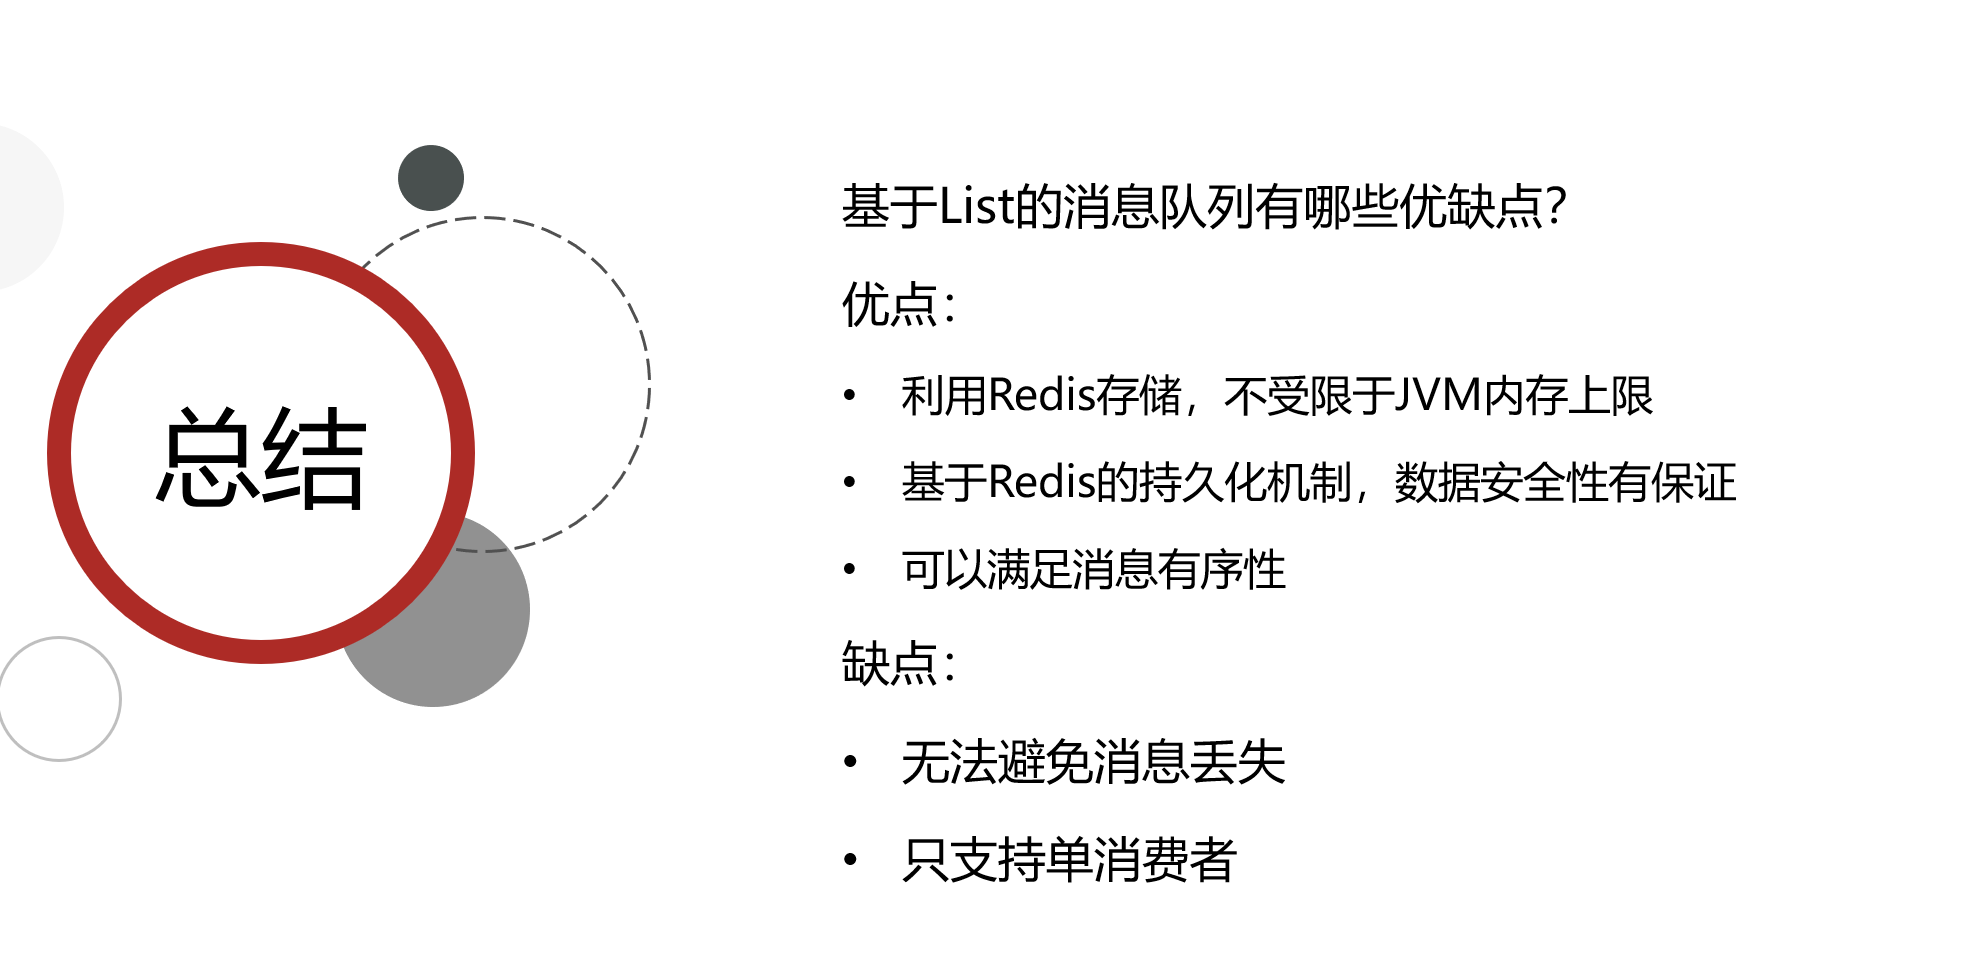 总结
基于List的消息队列有哪些优缺点？
优点：
• 利用Redis存储，不受限于JVM内存上限
• 基于Redis的持久化机制，数据安全性有保证
• 可以满足消息有序性
缺点：
• 无法避免消息丢失
• 只支持单消费者